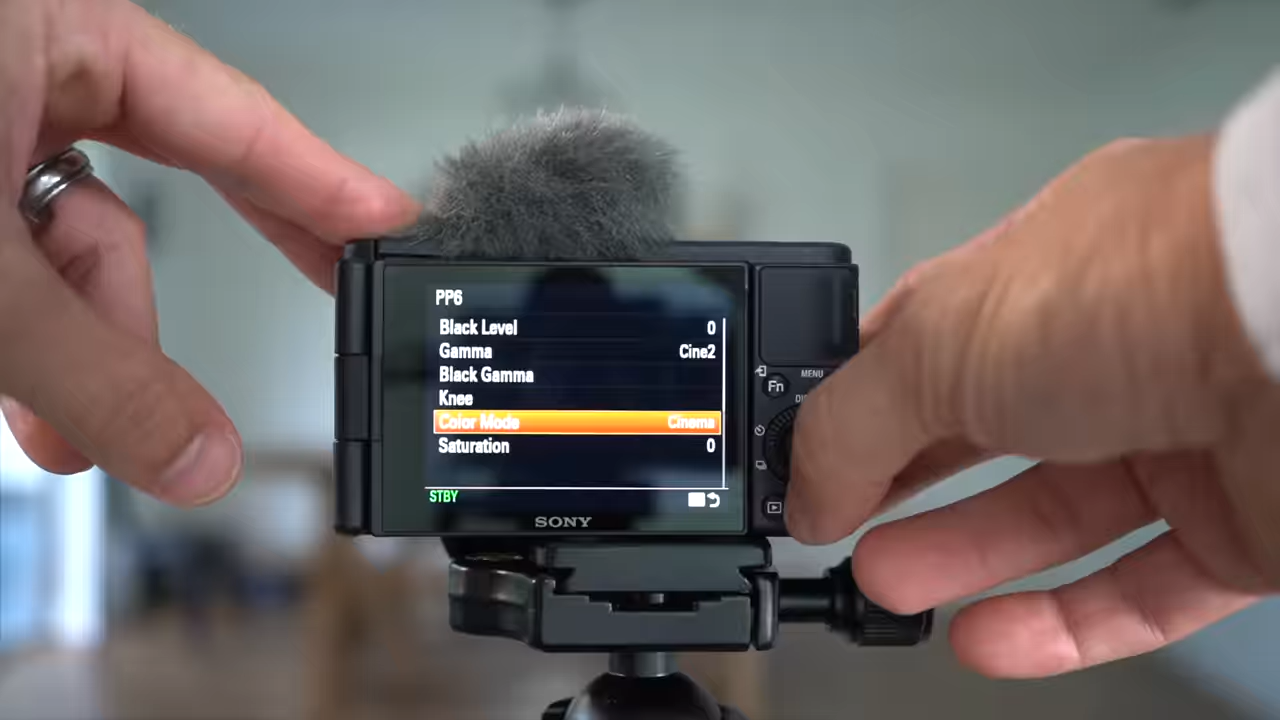 PP6
Black Level 0
Gamma Cine2
Black Gamma
Knee
Color Mode Cinema
Saturation 0
STBY
SONY
MENU
Fn